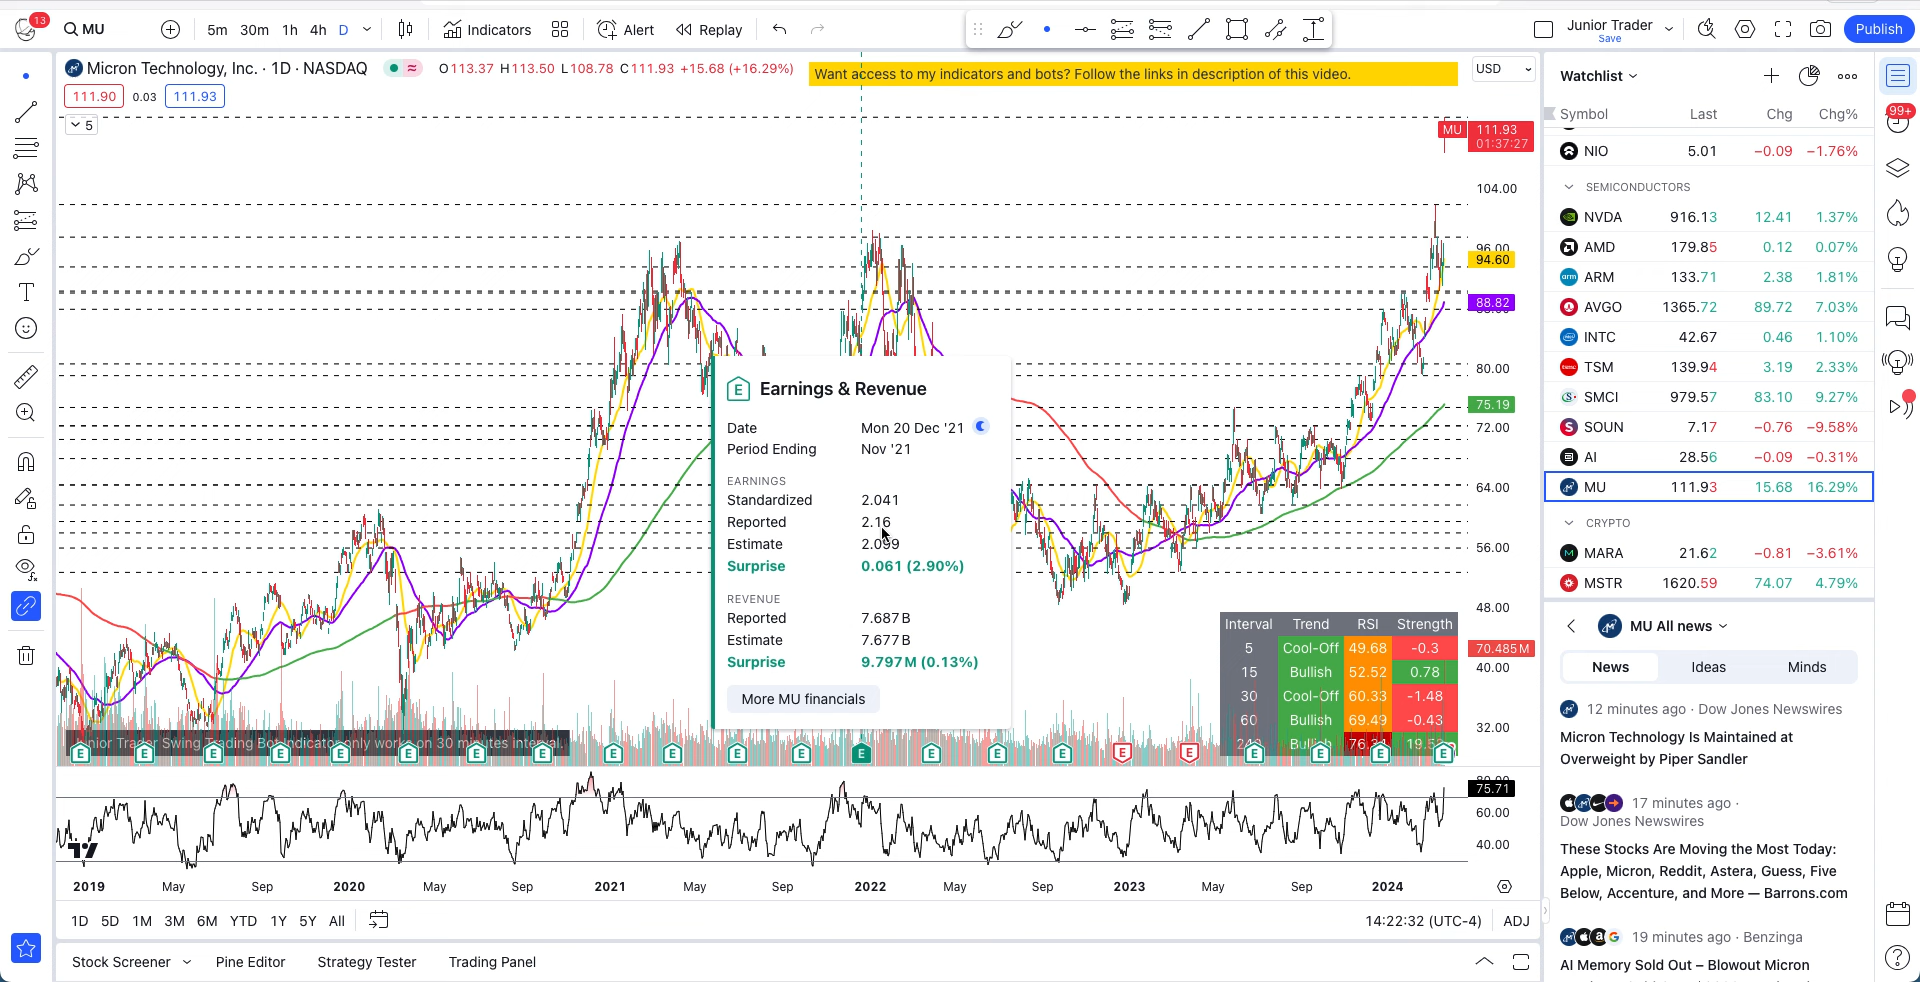 13
MU
5m 30m 1h 4h D
Indicators
Alert
Replay
Junior Trader
Save
Publish
Micron Technology, Inc. · 1D · NASDAQ
O113.37 H113.50 L108.78 C111.93 +15.68 (+16.29%)
Want access to my indicators and bots? Follow the links in description of this video.
USD
111.90 0.03 111.93
5
MU 111.93
01:37:27
104.00
96.00
94.60
88.82
80.00
75.19
72.00
64.00
56.00
48.00
70.485M
40.00
32.00
E Earnings & Revenue
Date Mon 20 Dec '21
Period Ending Nov '21
EARNINGS
Standardized 2.041
Reported 2.16
Estimate 2.099
Surprise 0.061 (2.90%)
REVENUE
Reported 7.687B
Estimate 7.677B
Surprise 9.797M (0.13%)
More MU financials
Interval Trend RSI Strength
5 Cool-Off 49.68 -0.3
15 Bullish 52.52 0.78
30 Cool-Off 60.33 -1.48
60 Bullish 69.49 -0.43
Trader Swing Trading Bot only works on 30 minutes interval.
E E E E E E E E E E E E E E E E E E E E E
75.71
60.00
40.00
2019 May Sep 2020 May Sep 2021 May Sep 2022 May Sep 2023 May Sep 2024
1D 5D 1M 3M 6M YTD 1Y 5Y All
14:22:32 (UTC-4) ADJ
Stock Screener Pine Editor Strategy Tester Trading Panel
Watchlist
Symbol Last Chg Chg%
NIO 5.01 −0.09 −1.76%
SEMICONDUCTORS
NVDA 916.13 12.41 1.37%
AMD 179.85 0.12 0.07%
arm ARM 133.71 2.38 1.81%
AVGO 1365.72 89.72 7.03%
INTC 42.67 0.46 1.10%
TSM 139.94 3.19 2.33%
SMCI 979.57 83.10 9.27%
SOUN 7.17 −0.76 −9.58%
AI 28.56 −0.09 −0.31%
MU 111.93 15.68 16.29%
CRYPTO
MARA 21.62 −0.81 −3.61%
MSTR 1620.59 74.07 4.79%
MU All news
News Ideas Minds
12 minutes ago · Dow Jones Newswires
Micron Technology Is Maintained at
Overweight by Piper Sandler
17 minutes ago ·
Dow Jones Newswires
These Stocks Are Moving the Most Today:
Apple, Micron, Reddit, Astera, Guess, Five
Below, Accenture, and More — Barrons.com
19 minutes ago · Benzinga
AI Memory Sold Out – Blowout Micron
99+